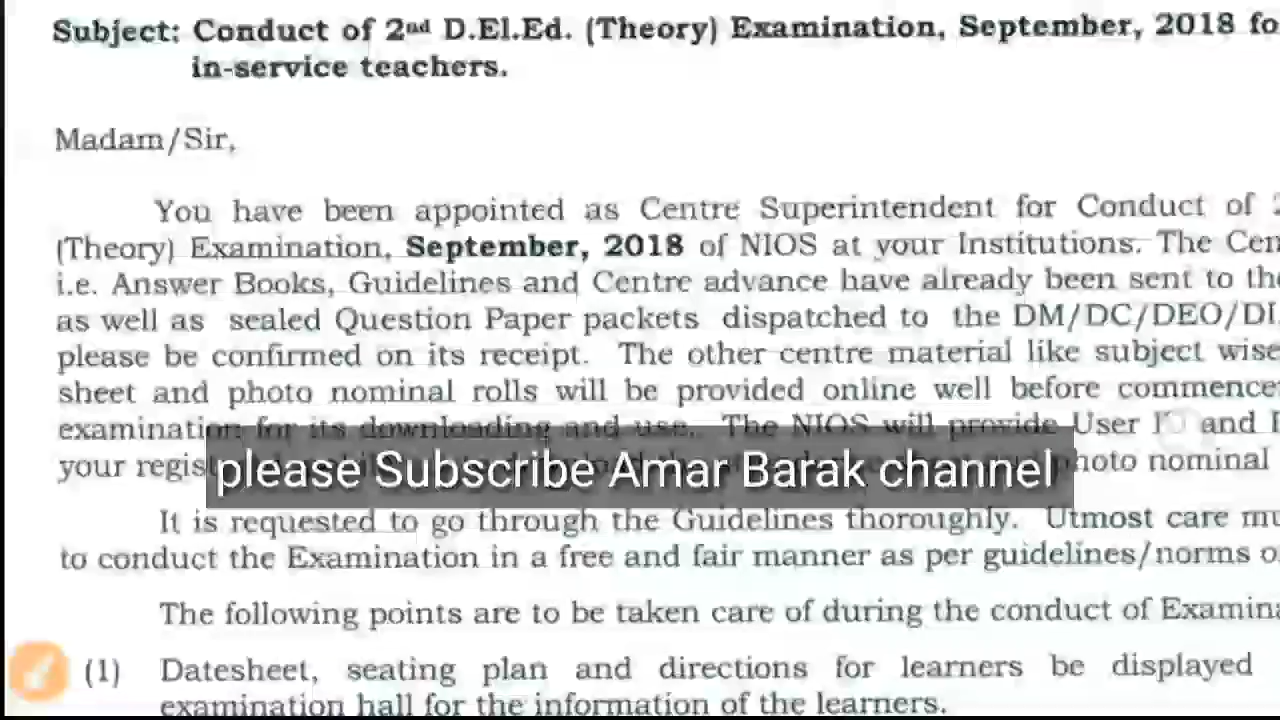 Subject: Conduct of 2nd D.El.Ed. (Theory) Examination, September, 2018 fo
in-service teachers.
Madam/Sir,
You have been appointed as Centre Superintendent for Conduct of
(Theory) Examination, September, 2018 of NIOS at your Institutions. The Cen
i.e. Answer Books, Guidelines and Centre advance have already been sent to the
as well as sealed Question Paper packets dispatched to the DM/DC/DEO/DI
please be confirmed on its receipt. The other centre material like subject wise
sheet and photo nominal rolls will be provided online well before commence
examination for its downloading and use. The NIOS will provide User and
your regis photo nominal
please Subscribe Amar Barak channel
It is requested to go through the Guidelines thoroughly. Utmost care mu
to conduct the Examination in a free and fair manner as per guidelines/norms o
The following points are to be taken care of during the conduct of Examina
(1) Datesheet, seating plan and directions for learners be displayed
examination hall for the information of the learners.